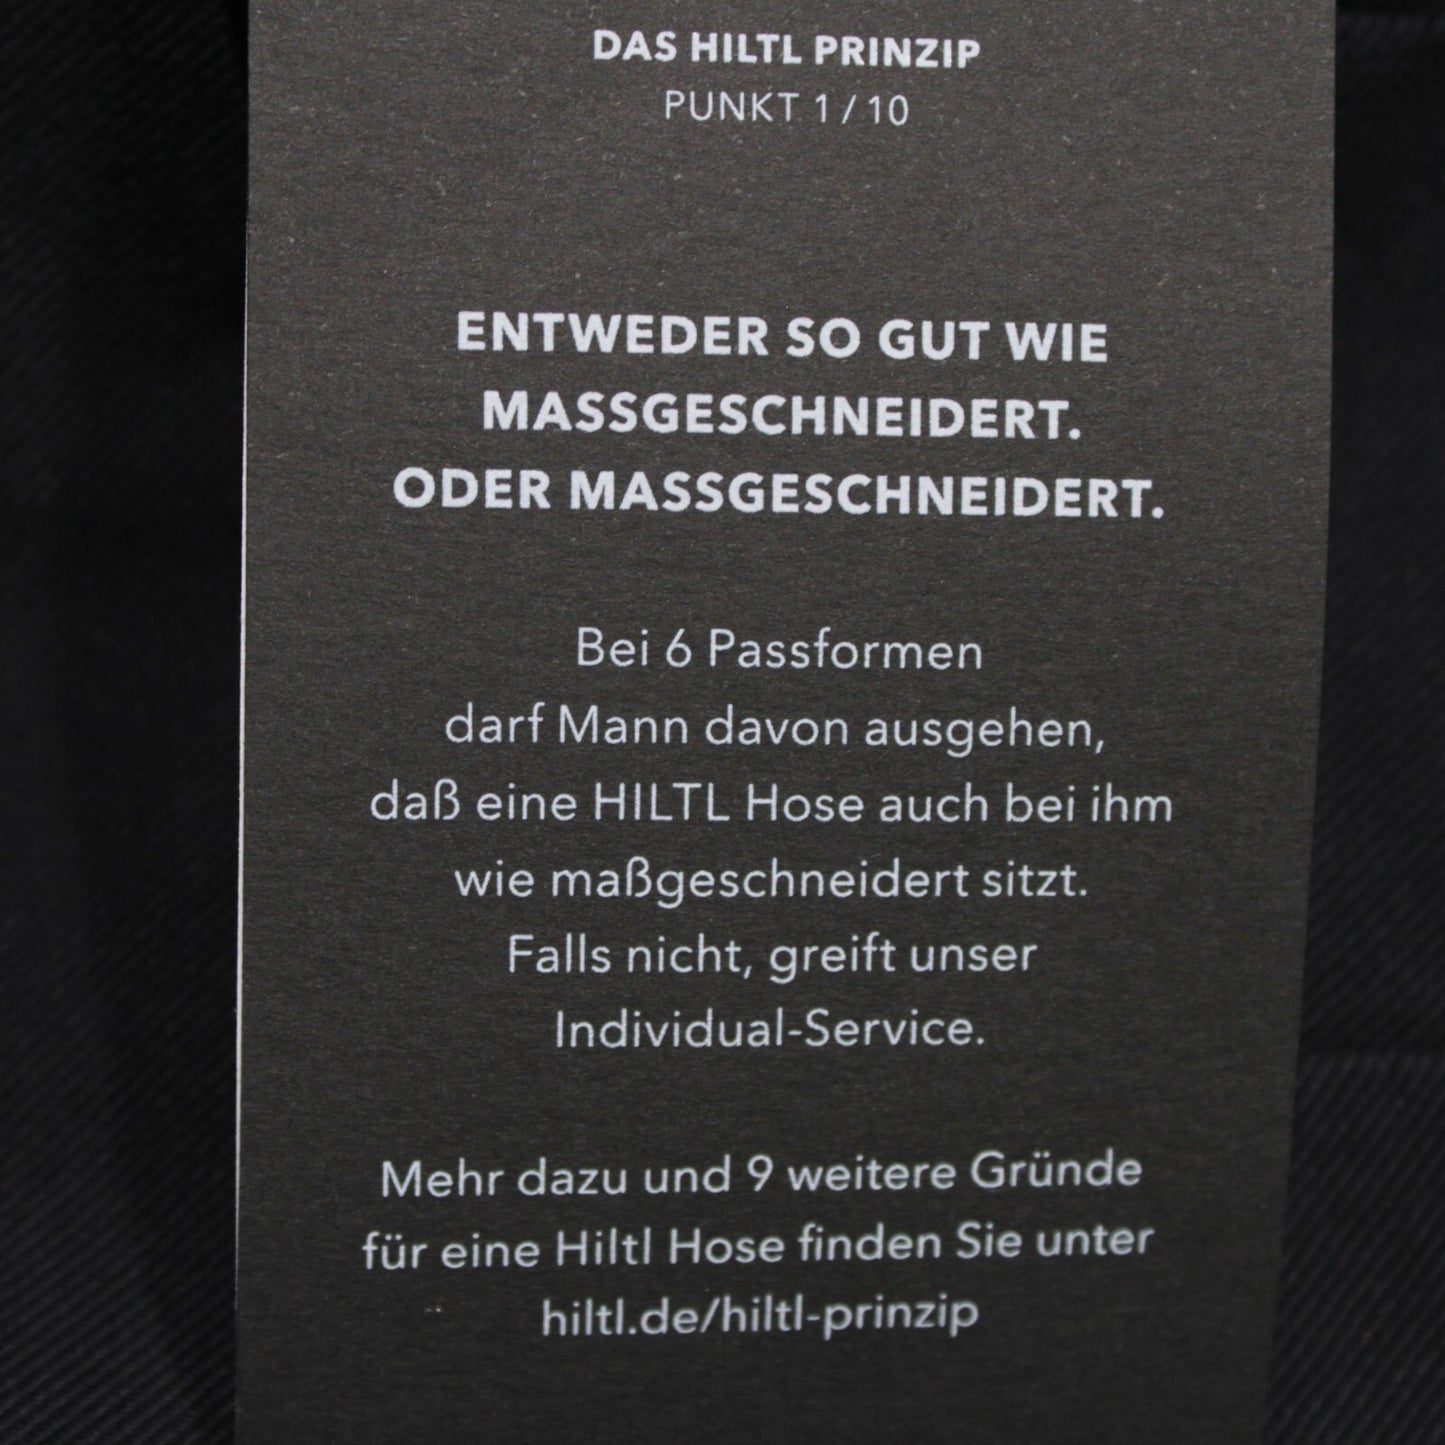 DAS HILTL PRINZIP
PUNKT 1 / 10
ENTWEDER SO GUT WIE
MASSGESCHNEIDERT.
ODER MASSGESCHNEIDERT.
Bei 6 Passformen
darf Mann davon ausgehen,
daß eine HILTL Hose auch bei ihm
wie maßgeschneidert sitzt.
Falls nicht, greift unser
Individual-Service.
Mehr dazu und 9 weitere Gründe
für eine Hiltl Hose finden Sie unter
hiltl.de/hiltl-prinzip